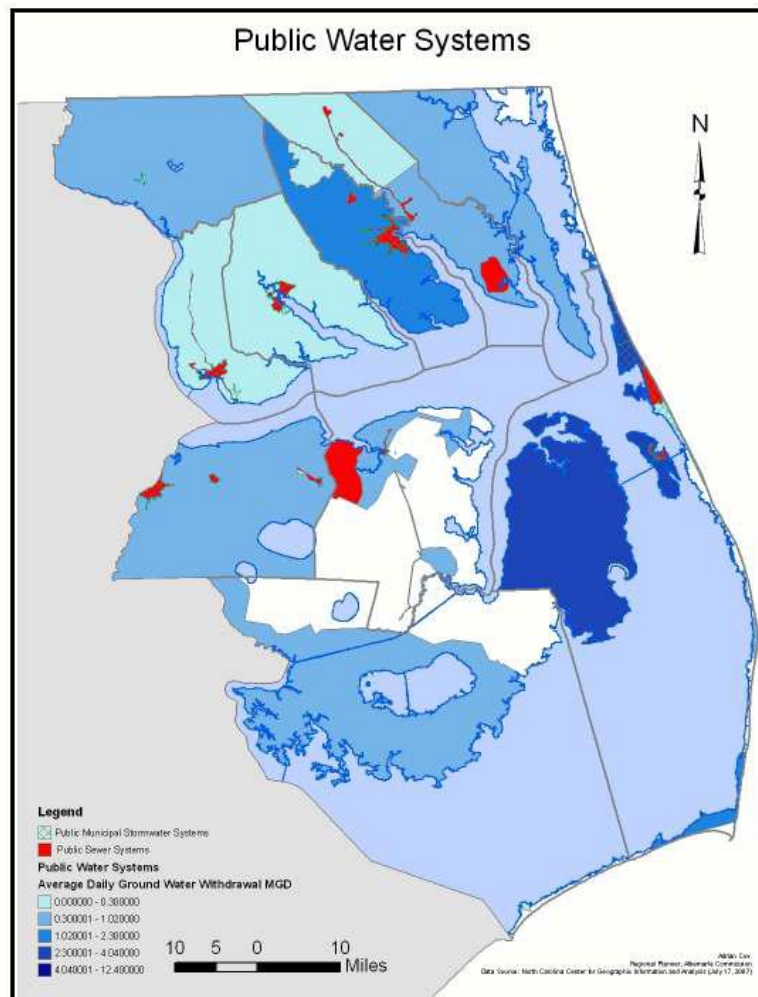 Public Water Systems
N
Legend
Public Municipal Stormwater Systems
Public Sewer Systems
Public Water Systems
Average Daily Ground Water Withdrawal MGD
0.000000 - 0.300000
0.300001 - 1.020000
1.020001 - 2.300000
2.300001 - 4.040000
4.040001 - 12.400000
10 5 0 10
Miles
Adrian Cox
Regional Planner, Albemarle Commission
Data Source: North Carolina Center for Geographic Information and Analysis (July 17, 2007)